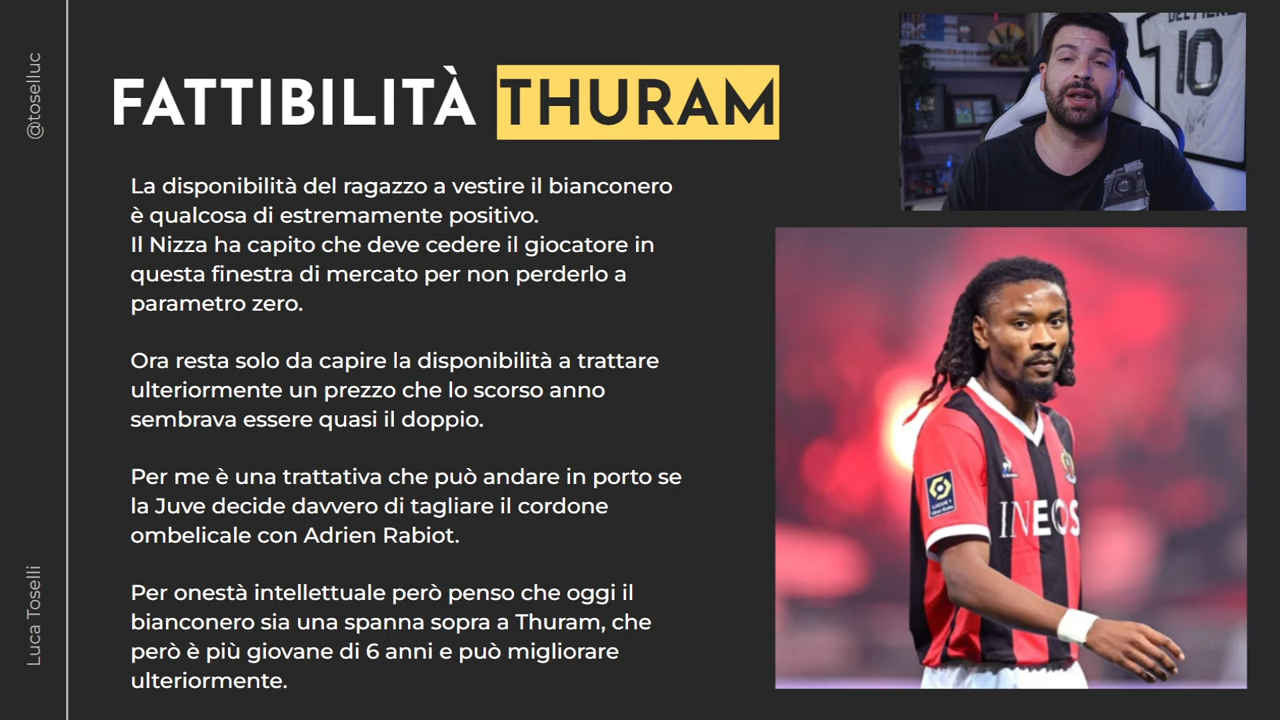 @toselluc
Luca Toselli
FATTIBILITÀ THURAM
La disponibilità del ragazzo a vestire il bianconero
è qualcosa di estremamente positivo.
Il Nizza ha capito che deve cedere il giocatore in
questa finestra di mercato per non perderlo a
parametro zero.
Ora resta solo da capire la disponibilità a trattare
ulteriormente un prezzo che lo scorso anno
sembrava essere quasi il doppio.
Per me è una trattativa che può andare in porto se
la Juve decide davvero di tagliare il cordone
ombelicale con Adrien Rabiot.
Per onestà intellettuale però penso che oggi il
bianconero sia una spanna sopra a Thuram, che
però è più giovane di 6 anni e può migliorare
ulteriormente.
10
INEOS